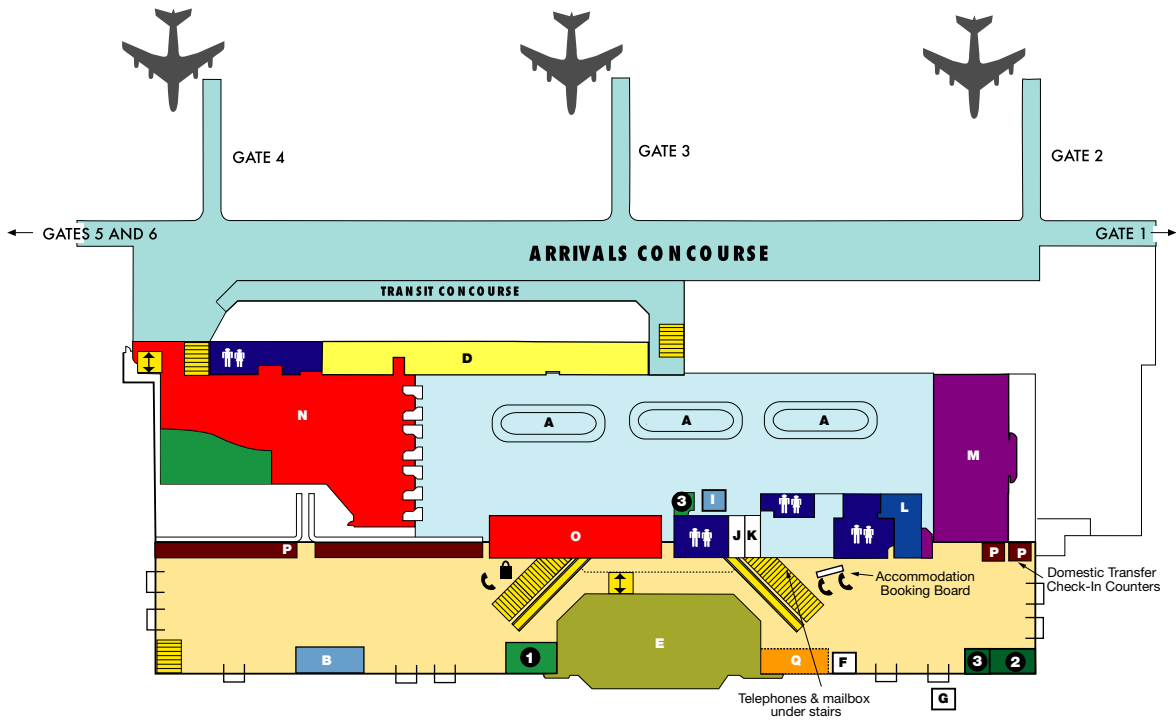 GATE 4
GATE 3
GATE 2
GATES 5 AND 6
GATE 1
ARRIVALS CONCOURSE
TRANSIT CONCOURSE
D
N
A
A
A
M
3
I
L
O
J
K
P
P
P
Accommodation
Booking Board
Domestic Transfer
Check-In Counters
E
B
1
Q
F
3
2
G
Telephones & mailbox
under stairs